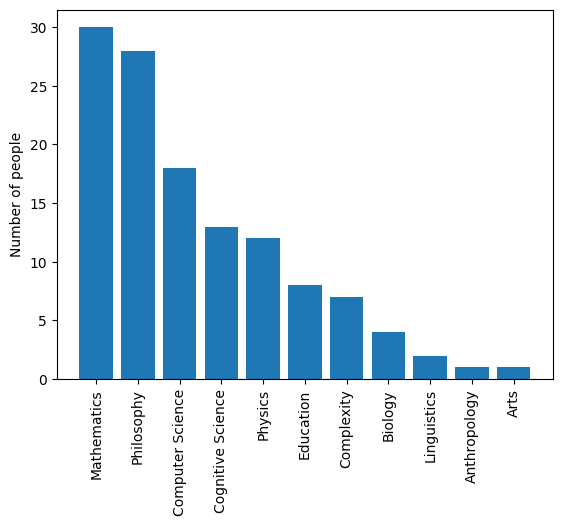 Number of people
30
25
20
15
10
5
0
Mathematics
Philosophy
Computer Science
Cognitive Science
Physics
Education
Complexity
Biology
Linguistics
Anthropology
Arts